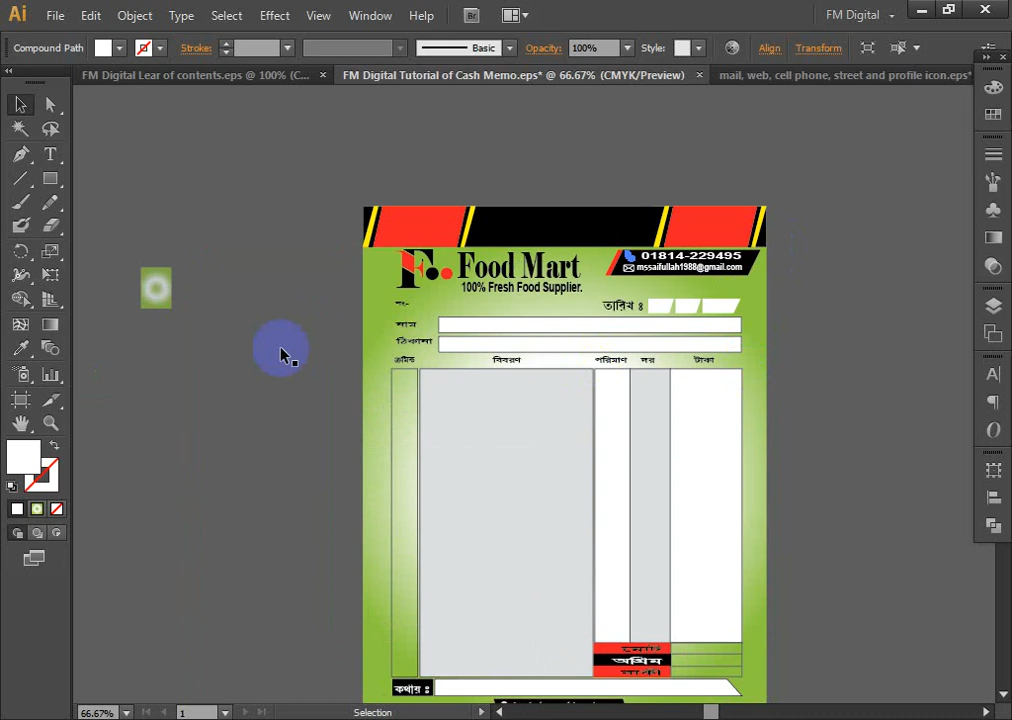 Ai File Edit Object Type Select Effect View Window Help Br FM Digital
Compound Path Stroke: Basic Opacity: 100% Style: Align Transform
FM Digital Lear of contents.eps @ 100% (C... × FM Digital Tutorial of Cash Memo.eps* @ 66.67% (CMYK/Preview) × mail, web, cell phone, street and profile icon.eps*
01814-229495
F.. Food Mart
mssaifullah1988@gmail.com
100% Fresh Food Supplier.
নং-
তারিখ ঃ
নাম
ঠিকানা
ক্রমিক বিবরণ পরিমাণ দর টাকা
মোট
অগ্রিম
বাকী
কথায় ঃ
66.67% 1 Selection